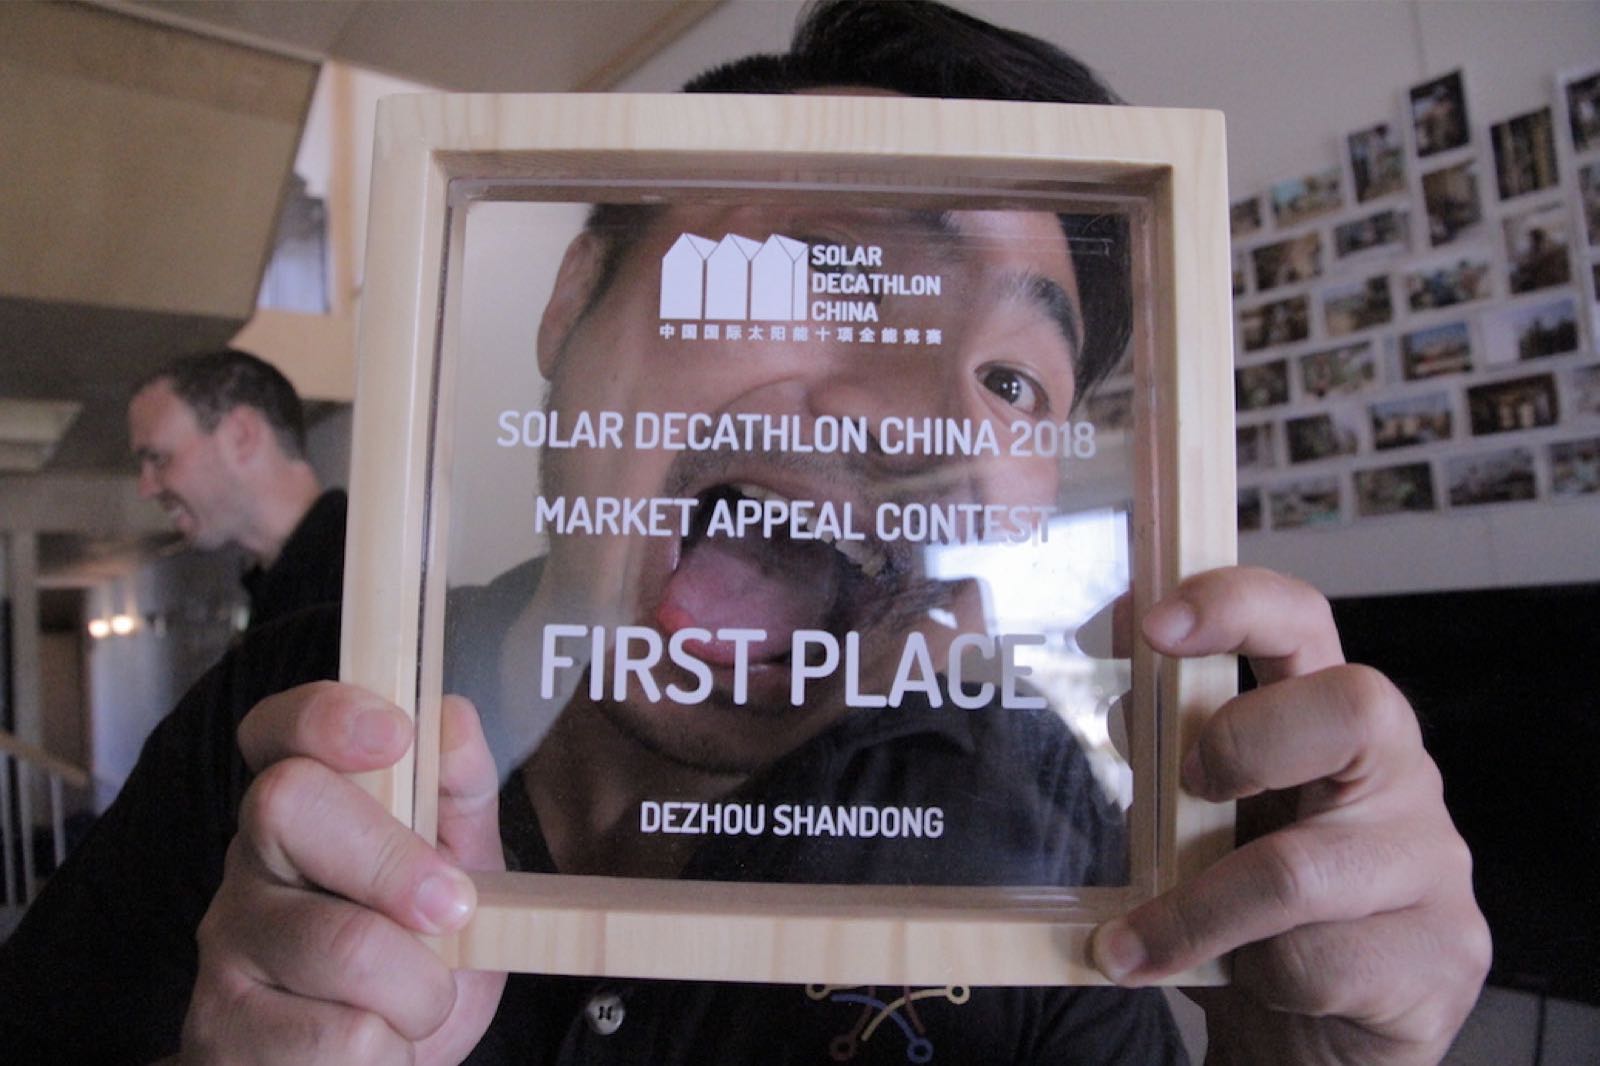 SOLAR
DECATHLON
CHINA
中国国际太阳能十项全能竞赛
SOLAR DECATHLON CHINA 2018
MARKET APPEAL CONTEST
FIRST PLACE
DEZHOU SHANDONG